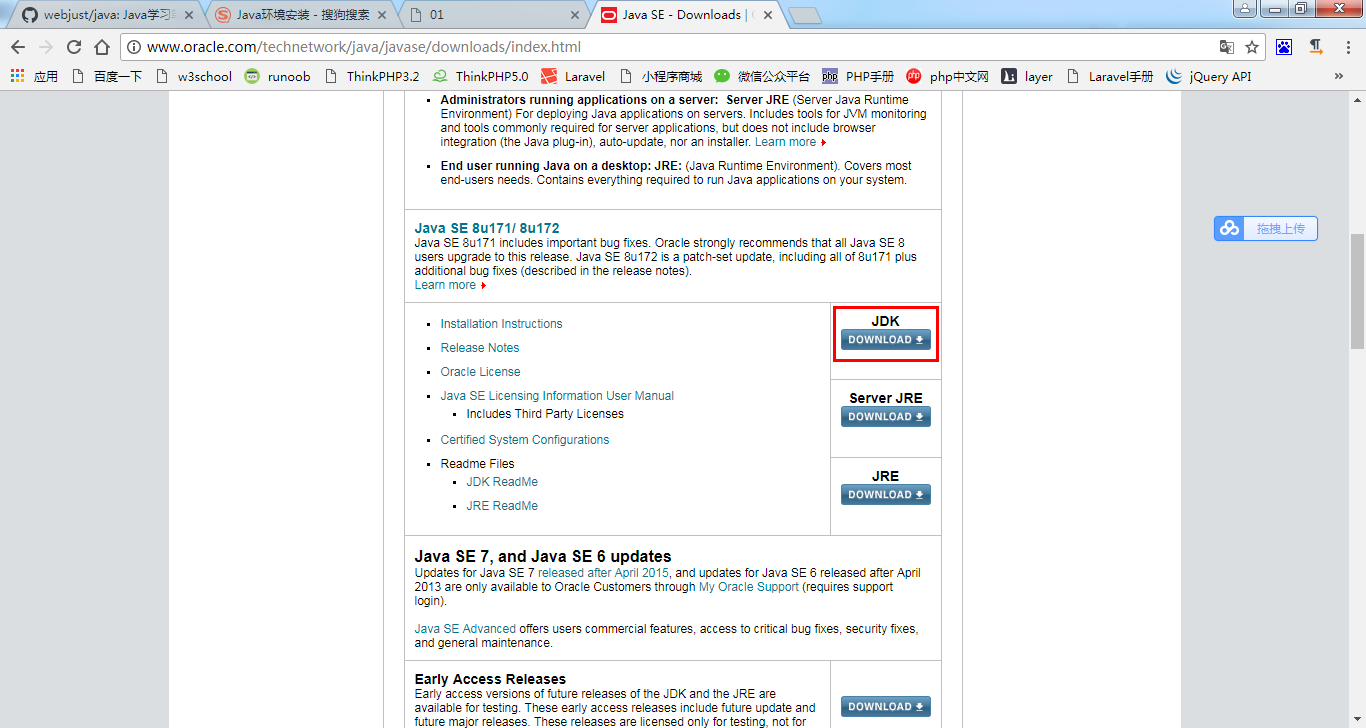 webjust/java: Java学习
Java环境安装 - 搜狗搜索
01
Java SE - Downloads |
www.oracle.com/technetwork/java/javase/downloads/index.html
应用 百度一下 w3school runoob ThinkPHP3.2 ThinkPHP5.0 Laravel 小程序商城 微信公众平台 php PHP手册 php php中文网 layer Laravel手册 jQuery API »
Administrators running applications on a server: Server JRE (Server Java Runtime
Environment) For deploying Java applications on servers. Includes tools for JVM monitoring
and tools commonly required for server applications, but does not include browser
integration (the Java plug-in), auto-update, nor an installer. Learn more
End user running Java on a desktop: JRE: (Java Runtime Environment). Covers most
end-users needs. Contains everything required to run Java applications on your system.
拖拽上传
Java SE 8u171/ 8u172
Java SE 8u171 includes important bug fixes. Oracle strongly recommends that all Java SE 8
users upgrade to this release. Java SE 8u172 is a patch-set update, including all of 8u171 plus
additional bug fixes (described in the release notes).
Learn more
Installation Instructions
Release Notes
Oracle License
Java SE Licensing Information User Manual
Includes Third Party Licenses
Certified System Configurations
Readme Files
JDK ReadMe
JRE ReadMe
JDK
DOWNLOAD
Server JRE
DOWNLOAD
JRE
DOWNLOAD
Java SE 7, and Java SE 6 updates
Updates for Java SE 7 released after April 2015, and updates for Java SE 6 released after April
2013 are only available to Oracle Customers through My Oracle Support (requires support
login).
Java SE Advanced offers users commercial features, access to critical bug fixes, security fixes,
and general maintenance.
Early Access Releases
Early access versions of future releases of the JDK and the JRE are
available for testing. These early access releases include future update and
future major releases. These releases are licensed only for testing, not for
DOWNLOAD